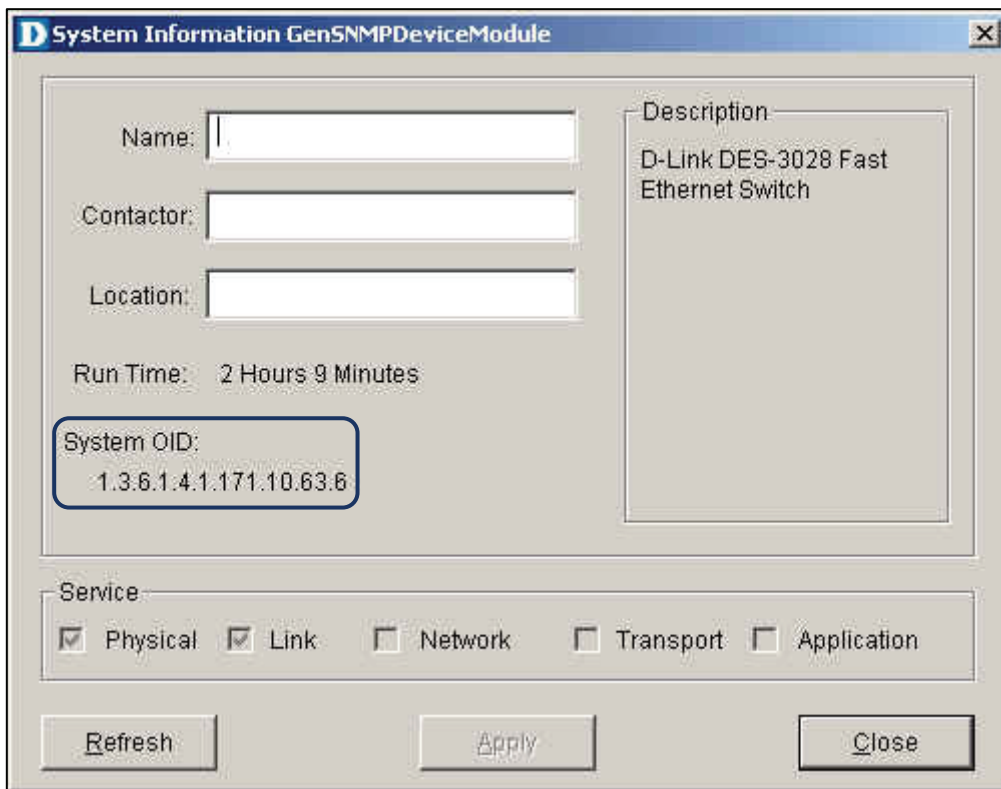 D System Information GenSNMPDeviceModule
Name:
Contactor:
Location:
Run Time: 2 Hours 9 Minutes
System OID:
1.3.6.1.4.1.171.10.63.6
Description
D-Link DES-3028 Fast
Ethernet Switch
Service
Physical Link Network Transport Application
Refresh Apply Close